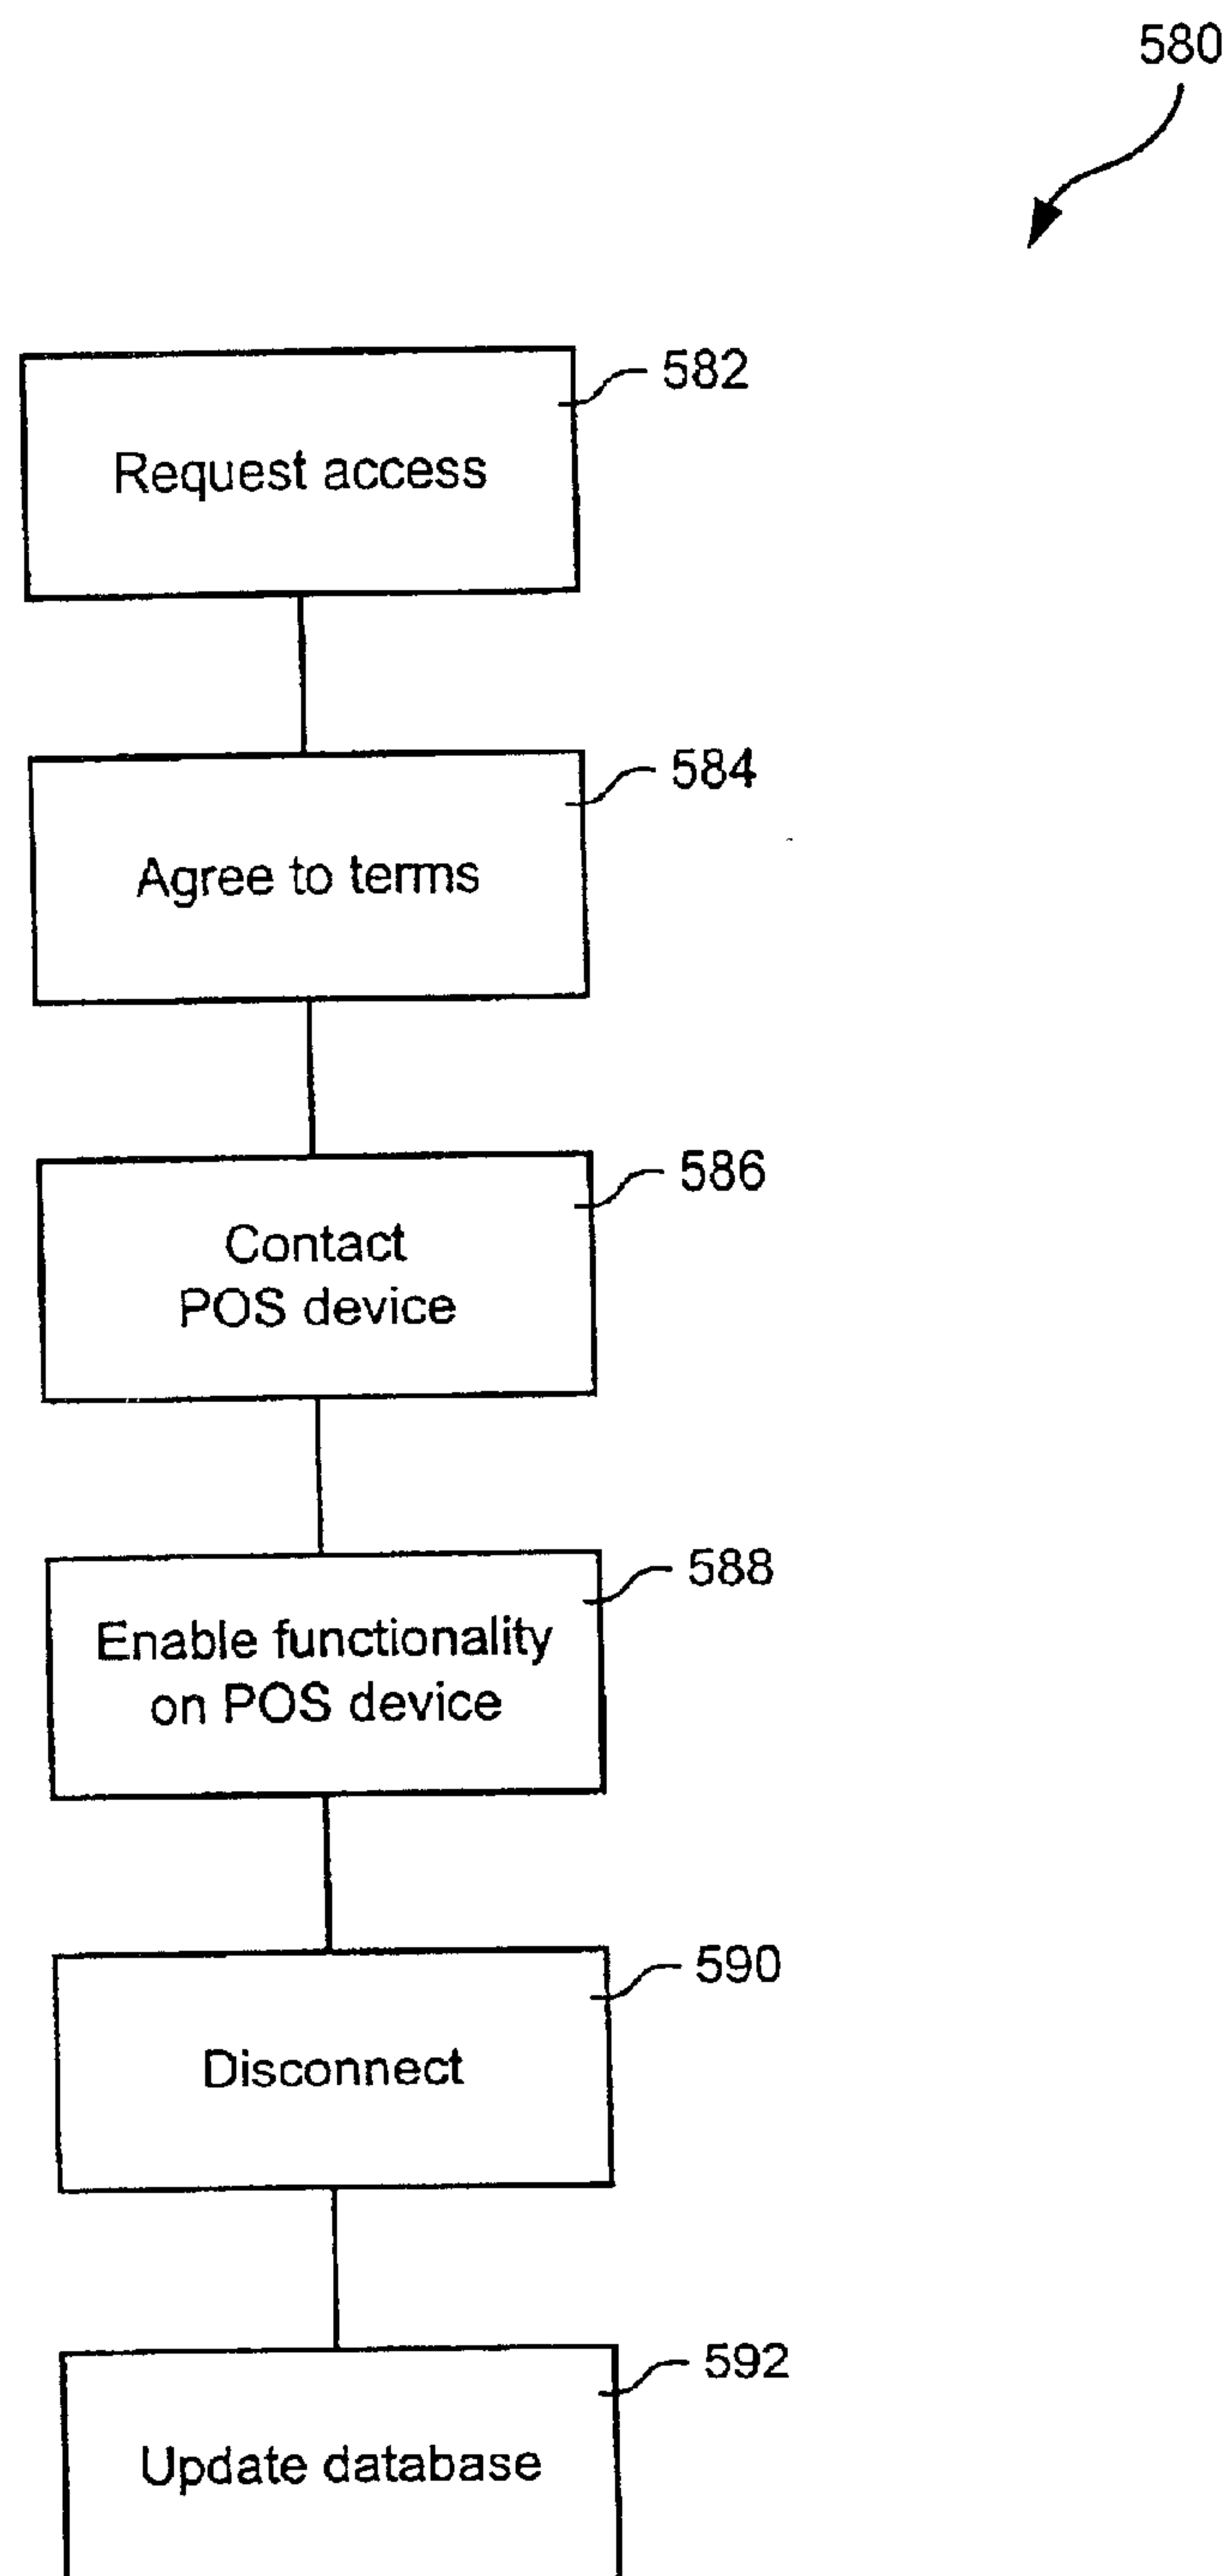 580
582
Request access
584
Agree to terms
586
Contact
POS device
588
Enable functionality
on POS device
590
Disconnect
592
Update database